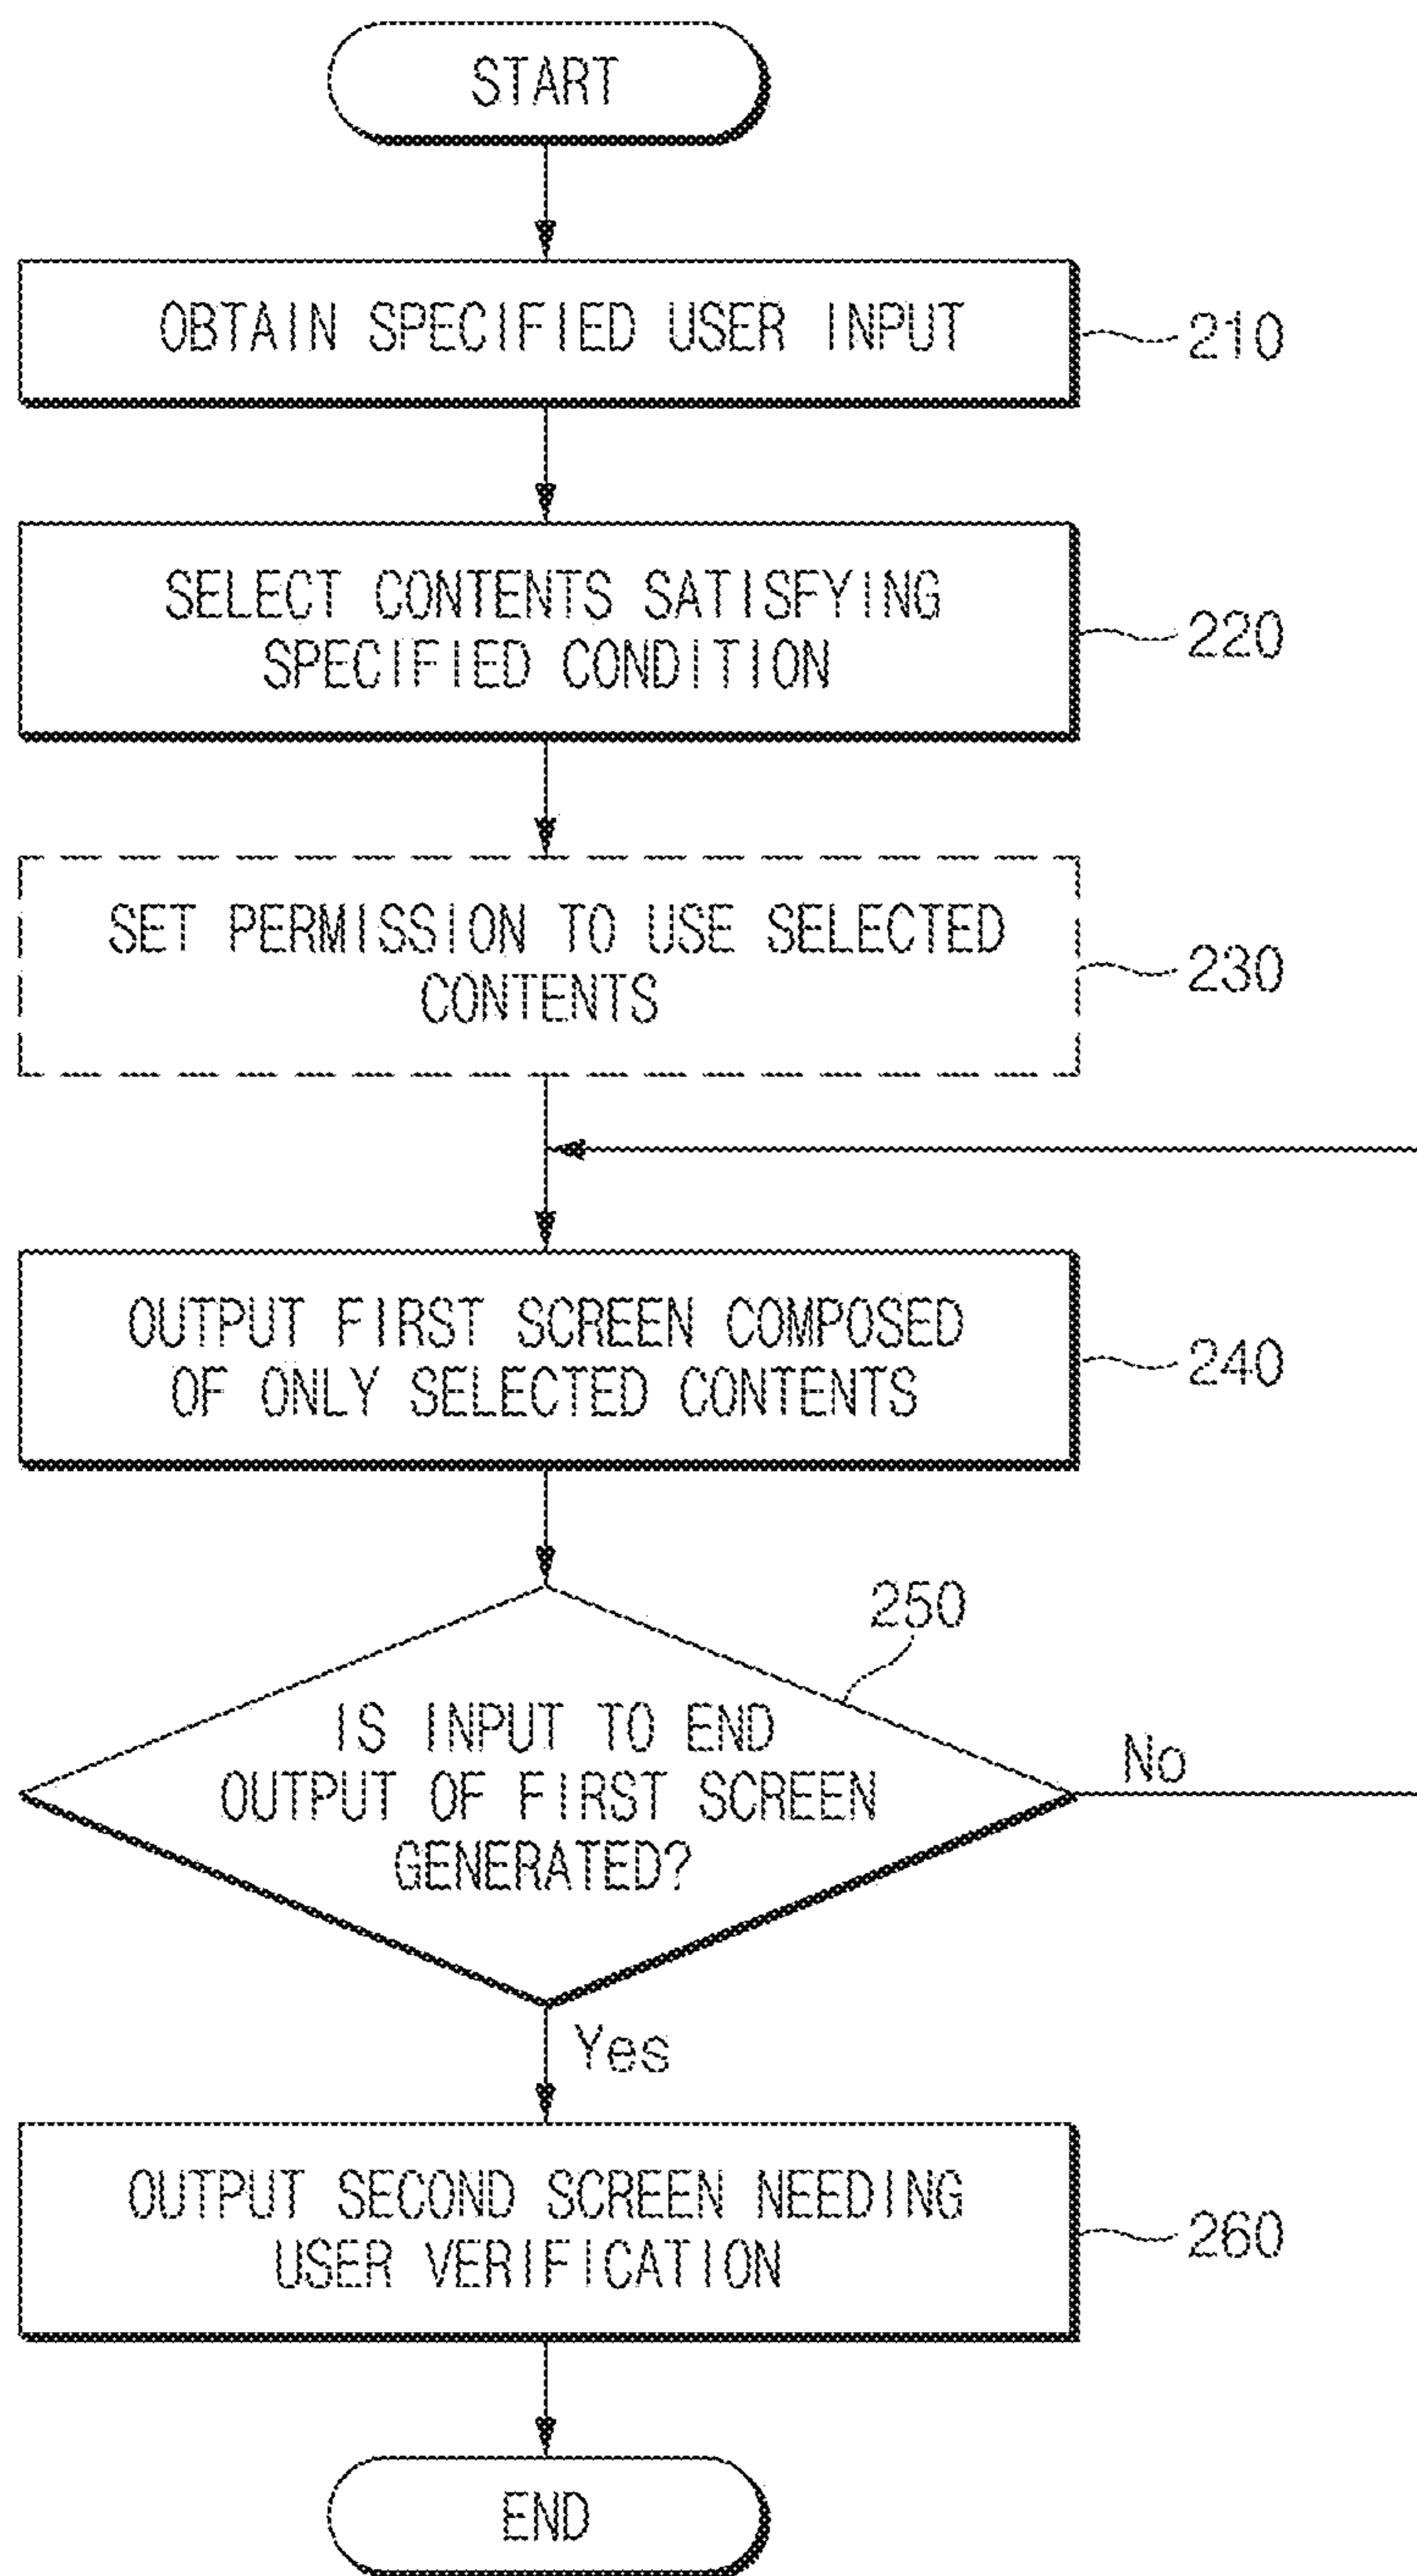 START
OBTAIN SPECIFIED USER INPUT
210
SELECT CONTENTS SATISFYING
SPECIFIED CONDITION
220
SET PERMISSION TO USE SELECTED
CONTENTS
230
OUTPUT FIRST SCREEN COMPOSED
OF ONLY SELECTED CONTENTS
240
250
IS INPUT TO END
OUTPUT OF FIRST SCREEN
GENERATED?
No
Yes
OUTPUT SECOND SCREEN NEEDING
USER VERIFICATION
260
END